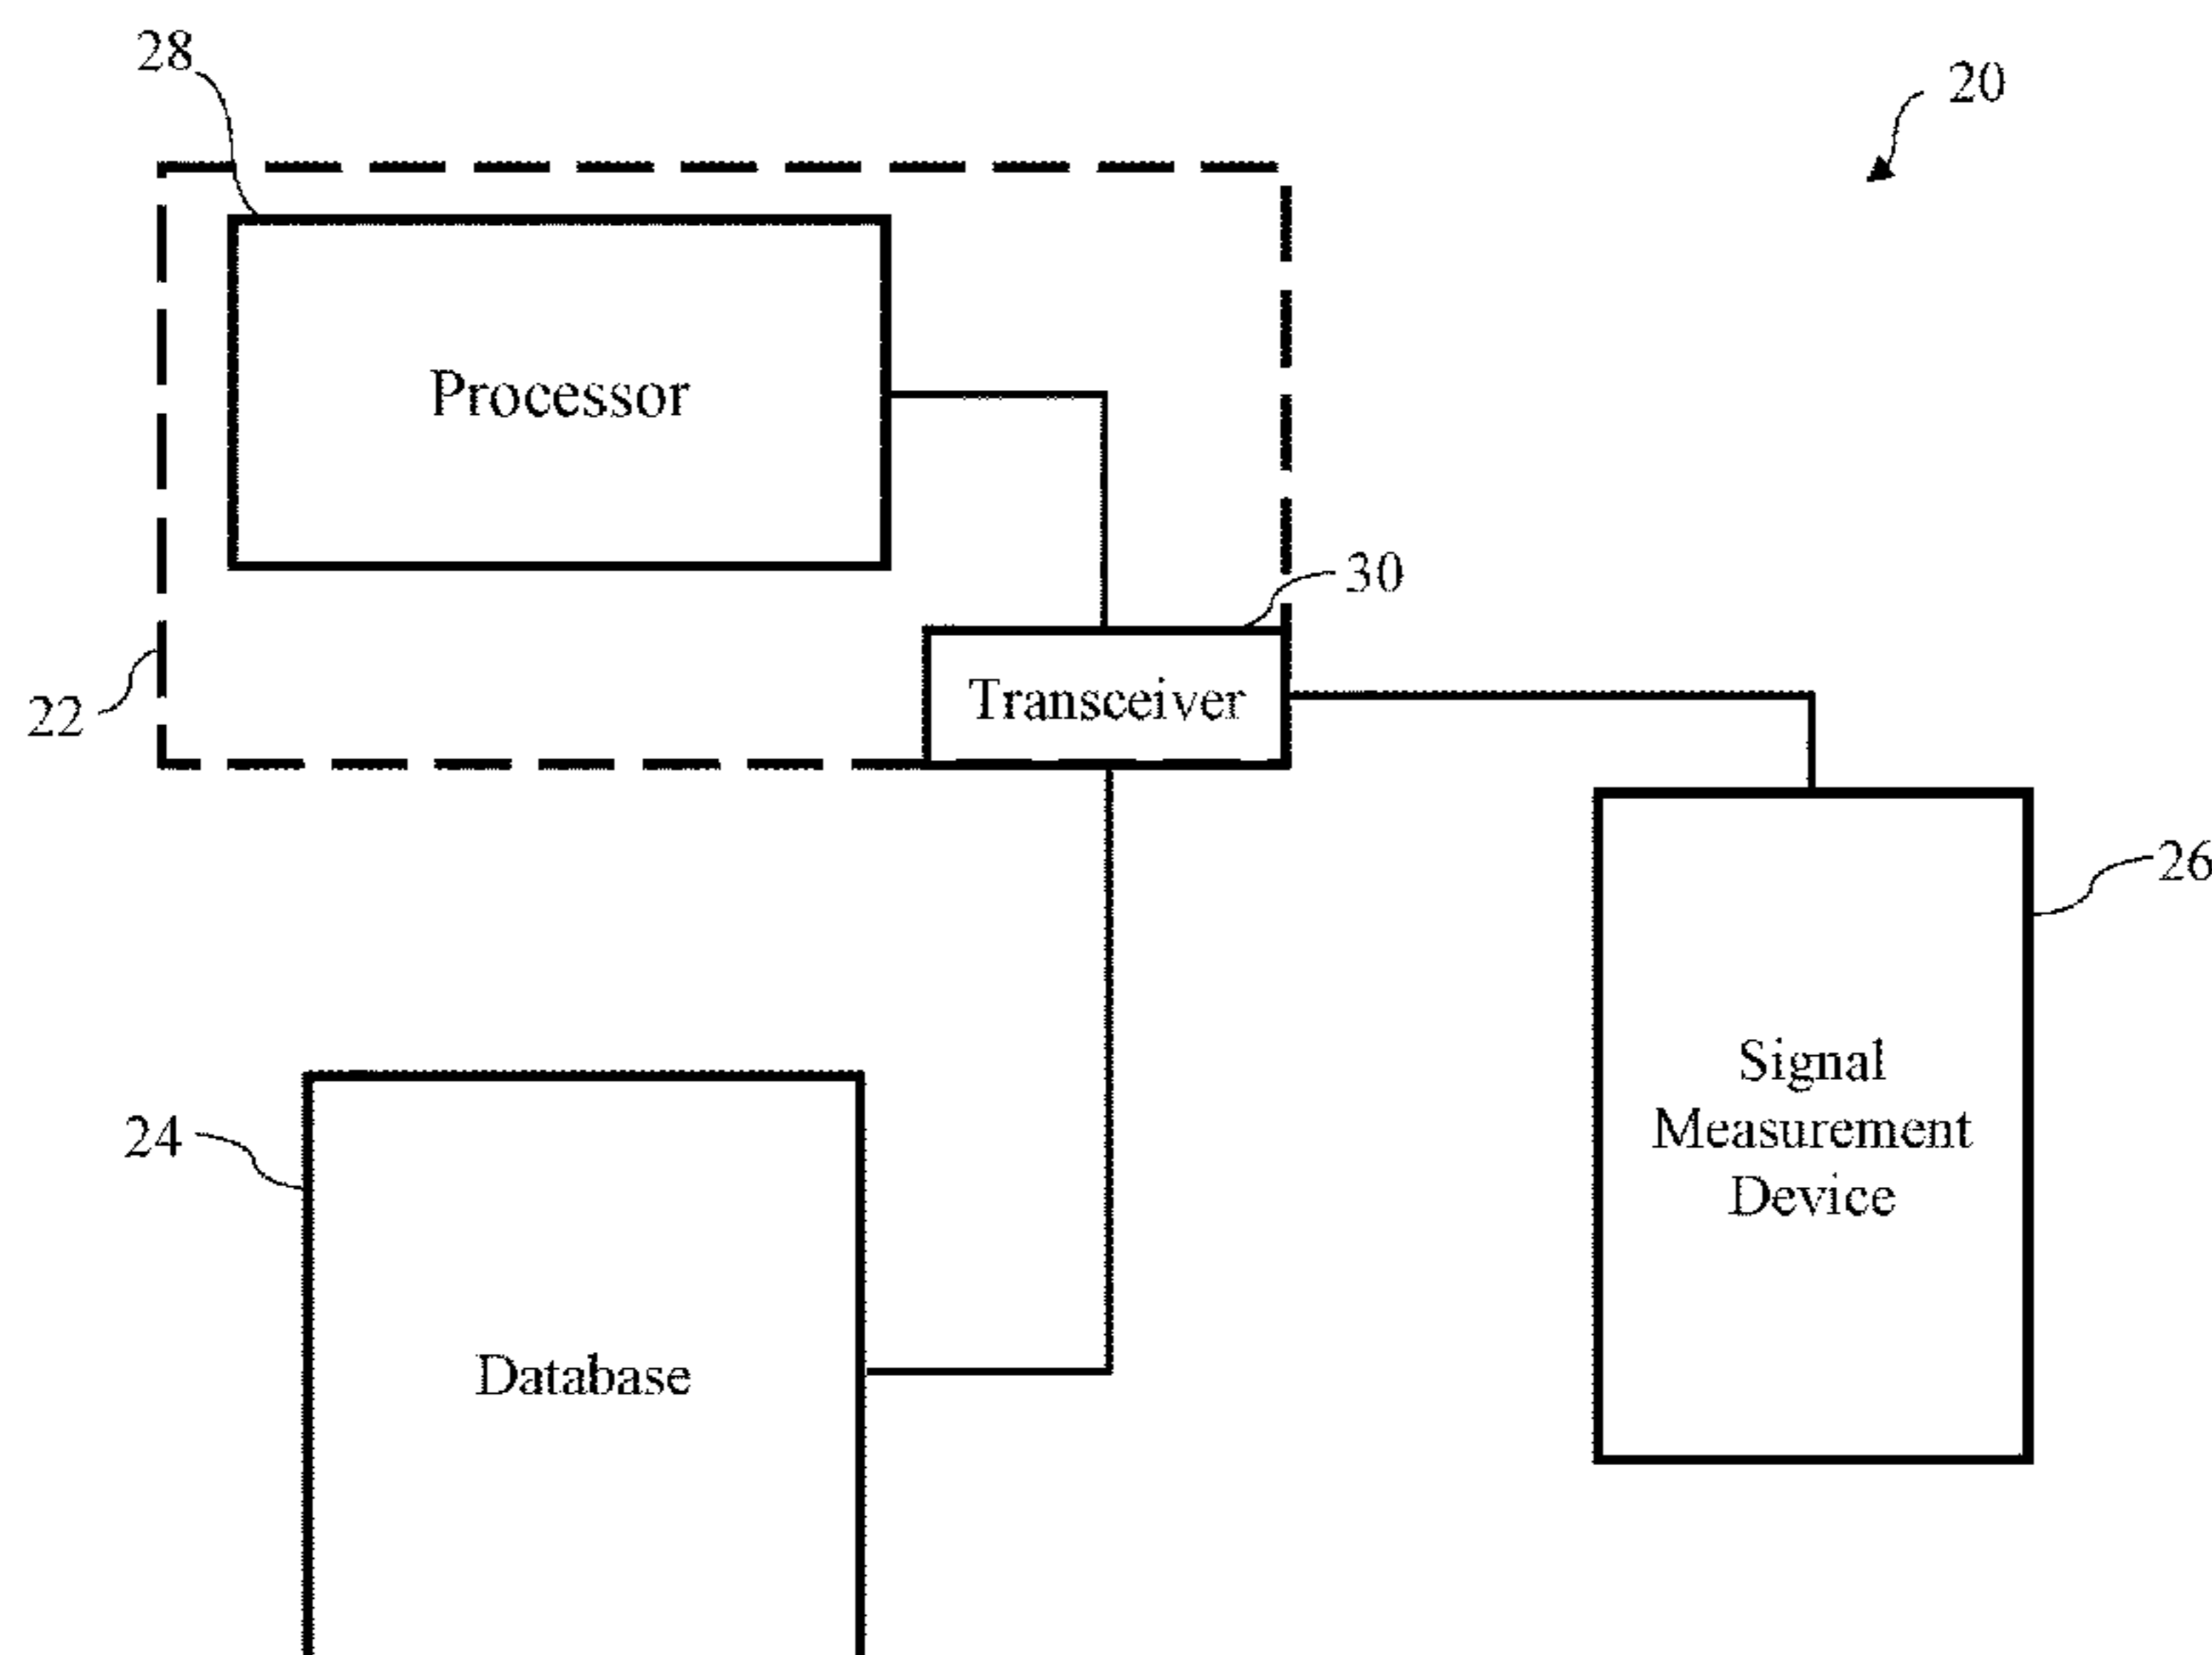 28
20
Processor
30
Transceiver
22
26
Signal
Measurement
Device
24
Database